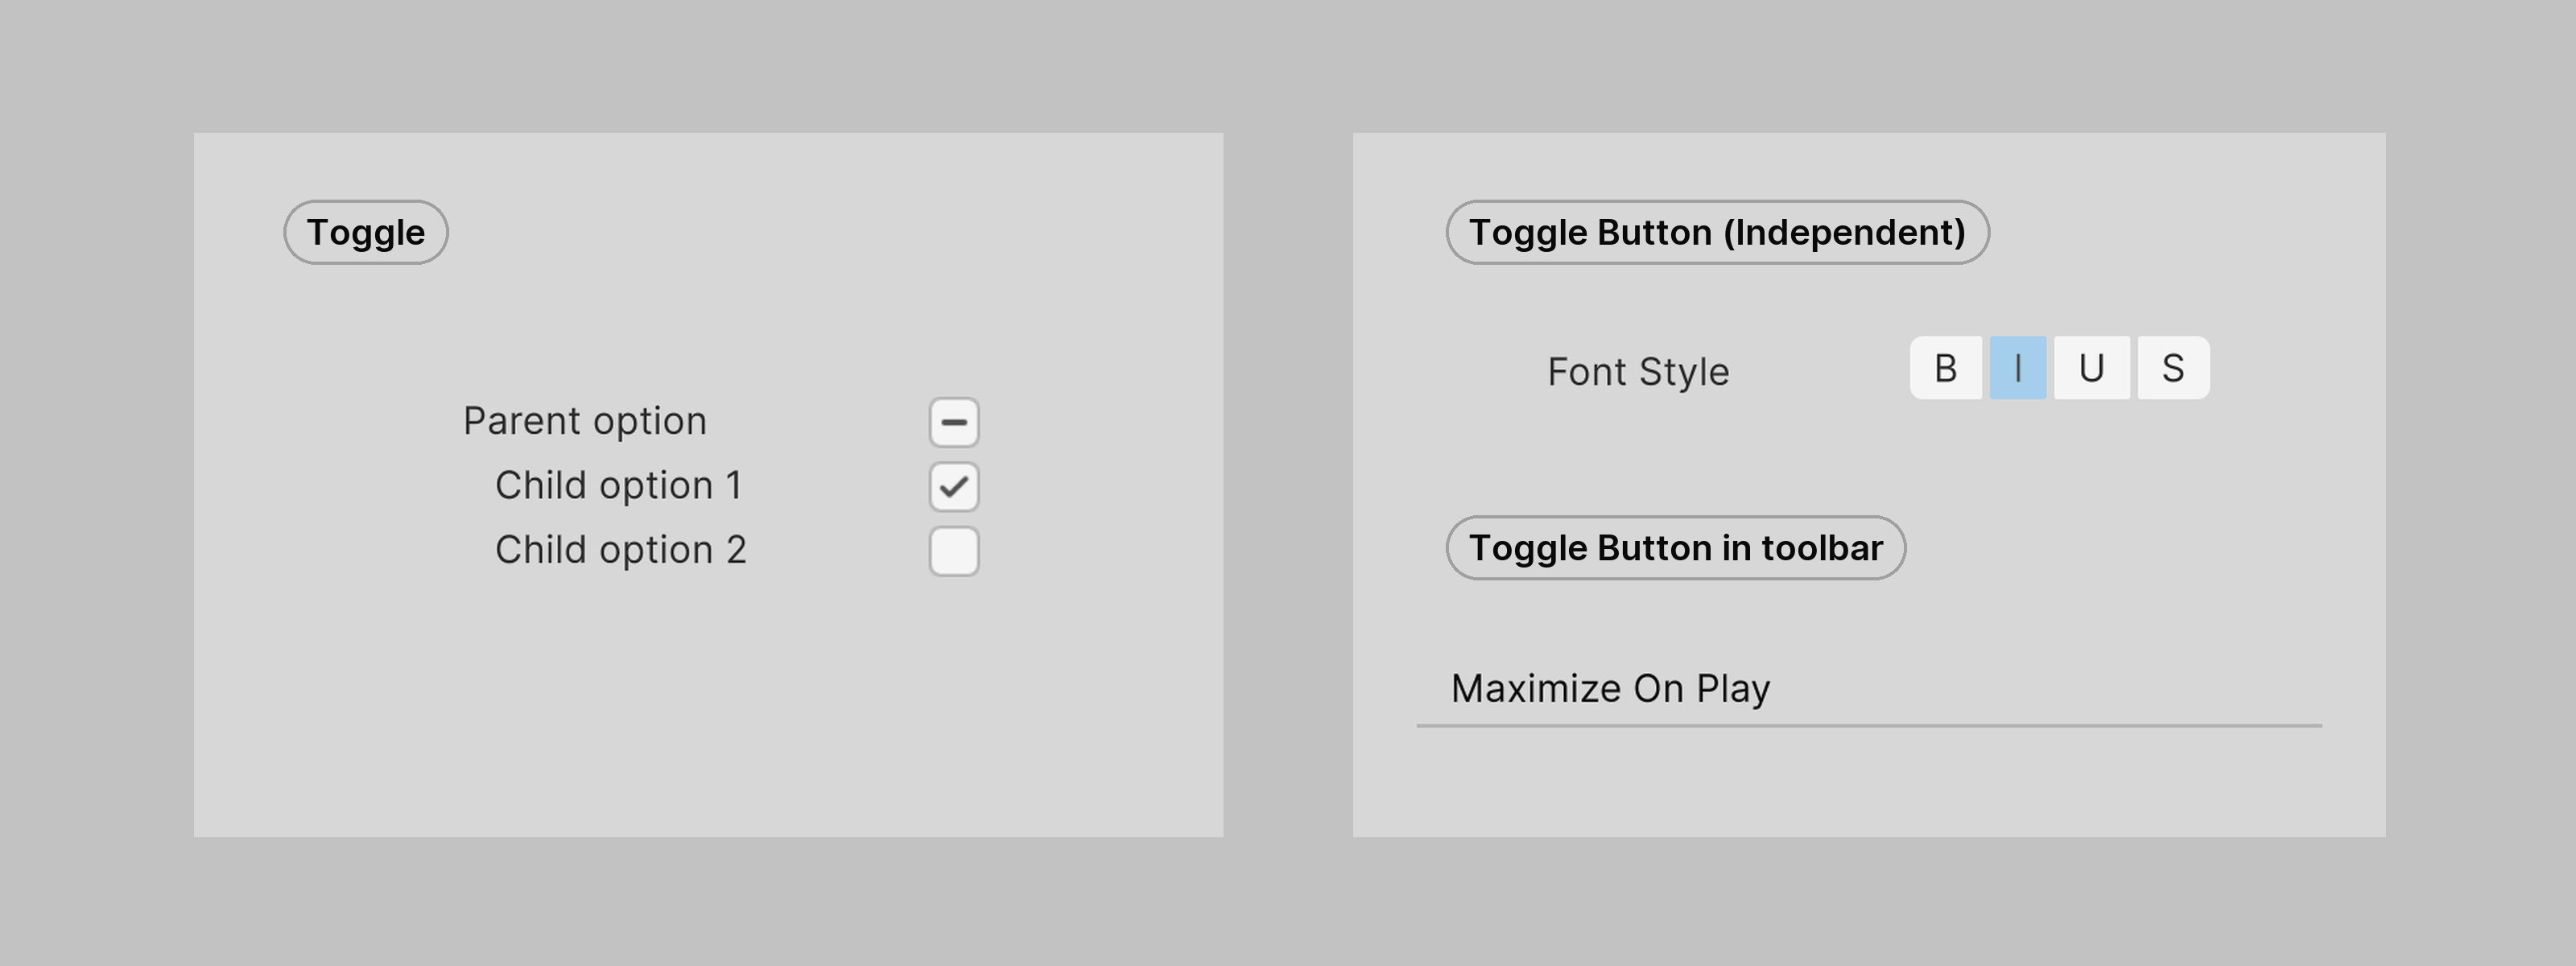 Toggle
Parent option
Child option 1
Child option 2
Toggle Button (Independent)
Font Style B I U S
Toggle Button in toolbar
Maximize On Play